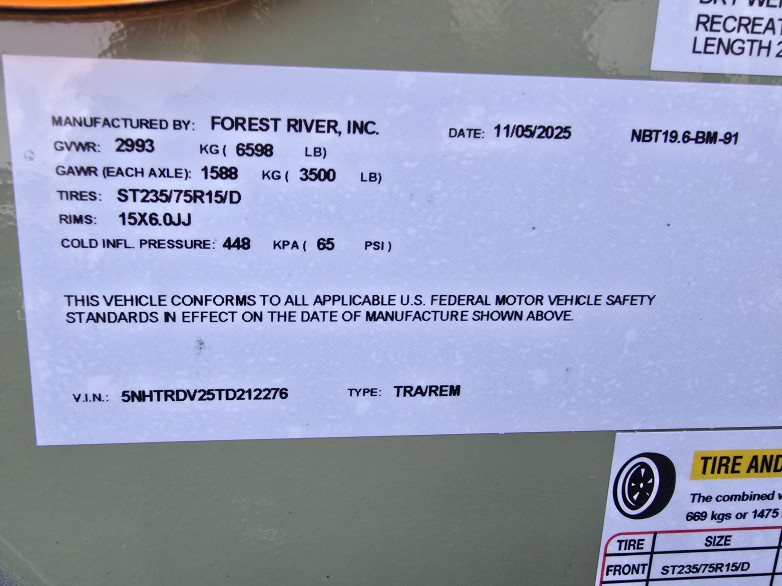 RECREAT
LENGTH 2
MANUFACTURED BY: FOREST RIVER, INC. DATE: 11/05/2025 NBT19.6-BM-91
GVWR: 2993 KG ( 6598 LB)
GAWR (EACH AXLE): 1588 KG ( 3500 LB)
TIRES: ST235/75R15/D
RIMS: 15X6.0JJ
COLD INFL. PRESSURE: 448 KPA ( 65 PSI )
THIS VEHICLE CONFORMS TO ALL APPLICABLE U.S. FEDERAL MOTOR VEHICLE SAFETY
STANDARDS IN EFFECT ON THE DATE OF MANUFACTURE SHOWN ABOVE.
V.I.N.: 5NHTRDV25TD212276 TYPE: TRA/REM
TIRE AND
The combined
669 kgs or 1475
TIRE SIZE
FRONT ST235/75R15/D